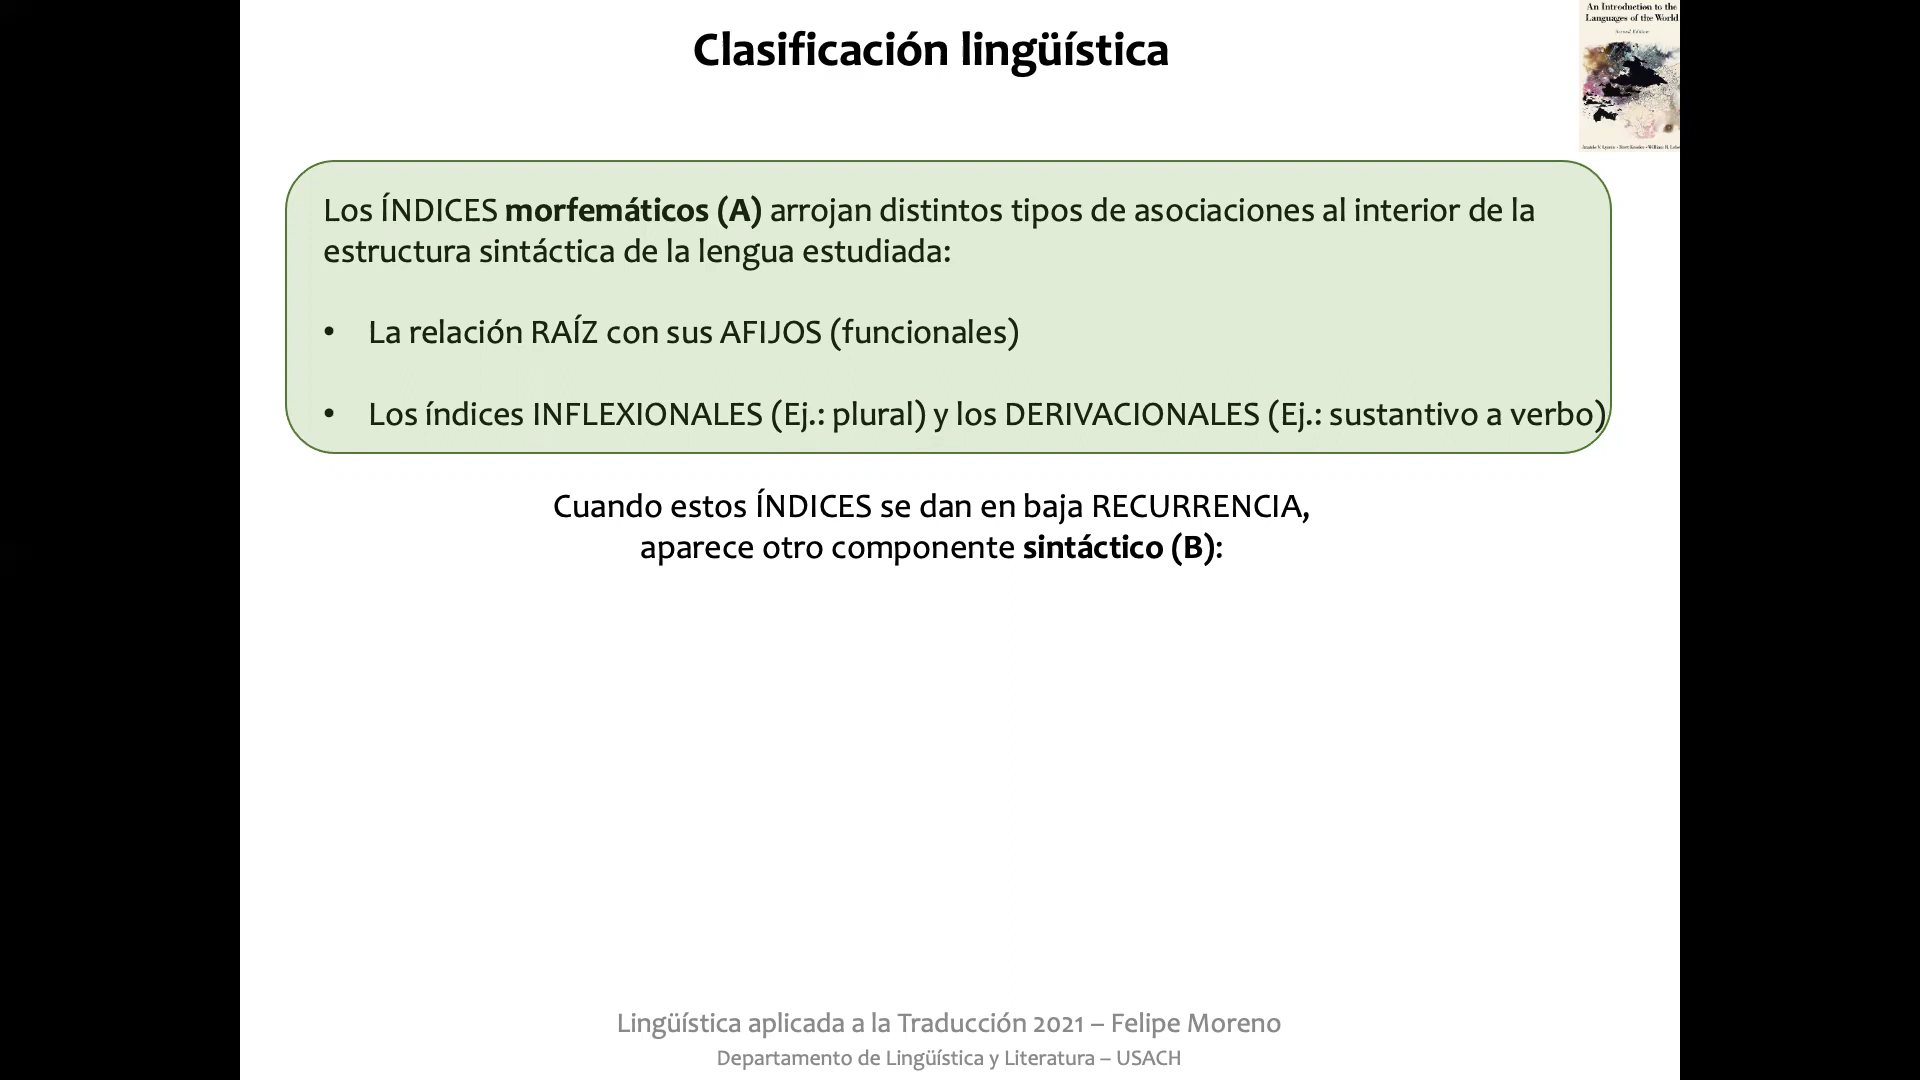 Clasificación lingüística
An Introduction to the
Languages of the World
Second Edition
Los ÍNDICES morfemáticos (A) arrojan distintos tipos de asociaciones al interior de la
estructura sintáctica de la lengua estudiada:
• La relación RAÍZ con sus AFIJOS (funcionales)
• Los índices INFLEXIONALES (Ej.: plural) y los DERIVACIONALES (Ej.: sustantivo a verbo)
Cuando estos ÍNDICES se dan en baja RECURRENCIA,
aparece otro componente sintáctico (B):
Lingüística aplicada a la Traducción 2021 – Felipe Moreno
Departamento de Lingüística y Literatura – USACH